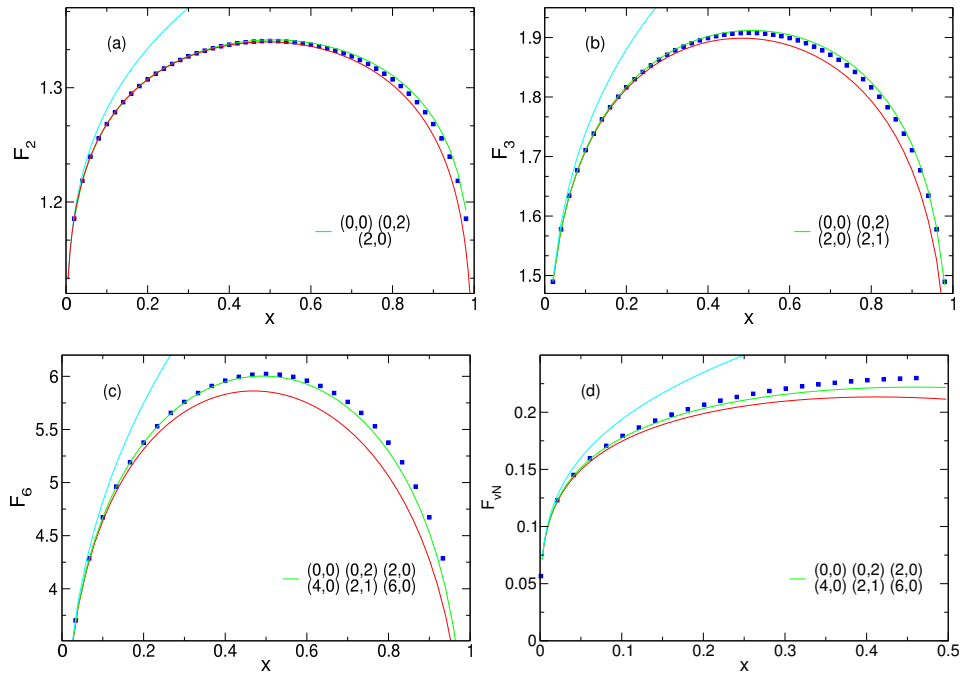 (a)
F2
1.3
1.2
(0,0) (0,2)
(2,0)
0 0.2 0.4 0.6 0.8 1
x
(b)
F3
1.9
1.8
1.7
1.6
1.5
(0,0) (0,2)
(2,0) (2,1)
0 0.2 0.4 0.6 0.8 1
x
(c)
F6
6
5.5
5
4.5
4
(0,0) (0,2) (2,0)
(4,0) (2,1) (6,0)
0 0.2 0.4 0.6 0.8 1
x
(d)
FvN
0.2
0.15
0.1
0.05
0
(0,0) (0,2) (2,0)
(4,0) (2,1) (6,0)
0 0.1 0.2 0.3 0.4 0.5
x